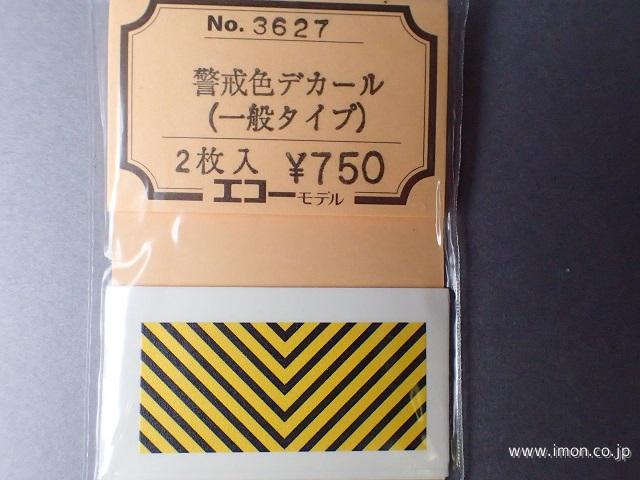 No. 3627
警戒色デカール
(一般タイプ)
2枚入 ¥750
エコーモデル
www.imon.co.jp